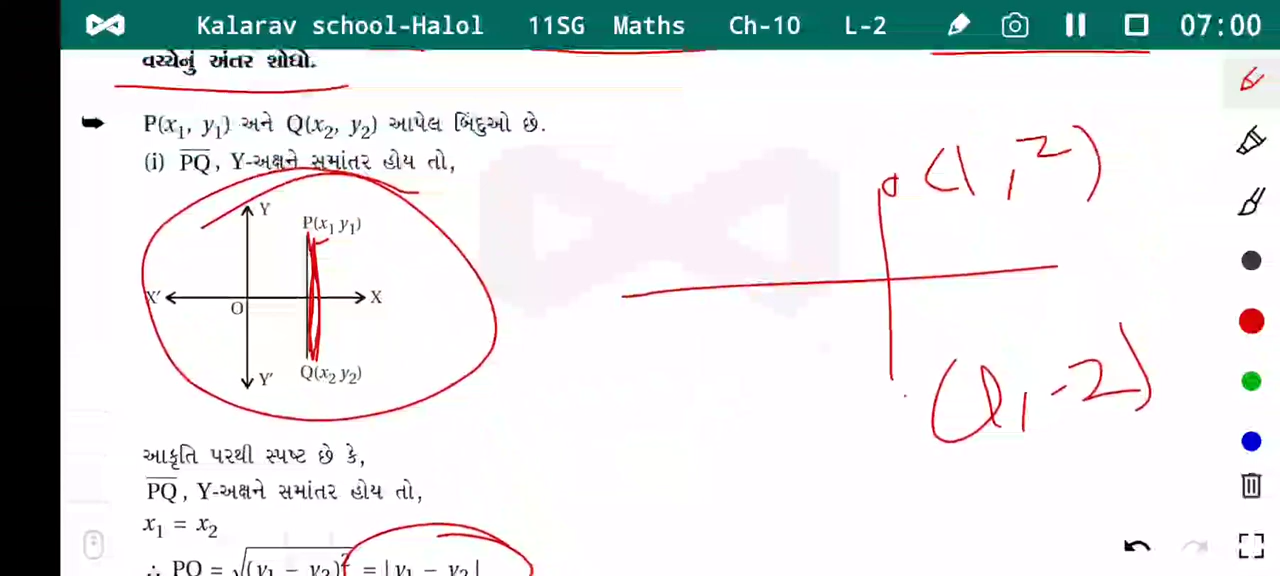 Kalarav school-Halol 11SG Maths Ch-10 L-2 07:00
વચ્ચેનું અંતર શોધો.
➡ P(x₁, y₁) અને Q(x₂, y₂) આપેલ બિંદુઓ છે.
(i) P̅Q̅, Y-અક્ષને સમાંતર હોય તો,
Y
P(x₁ y₁)
X′ O X
Y′ Q(x₂ y₂)
(1, 2)
(1, -2)
આકૃતિ પરથી સ્પષ્ટ છે કે,
P̅Q̅, Y-અક્ષને સમાંતર હોય તો,
x₁ = x₂
∴ PQ = √(y₁ − y₂)² = |y₁ − y₂|